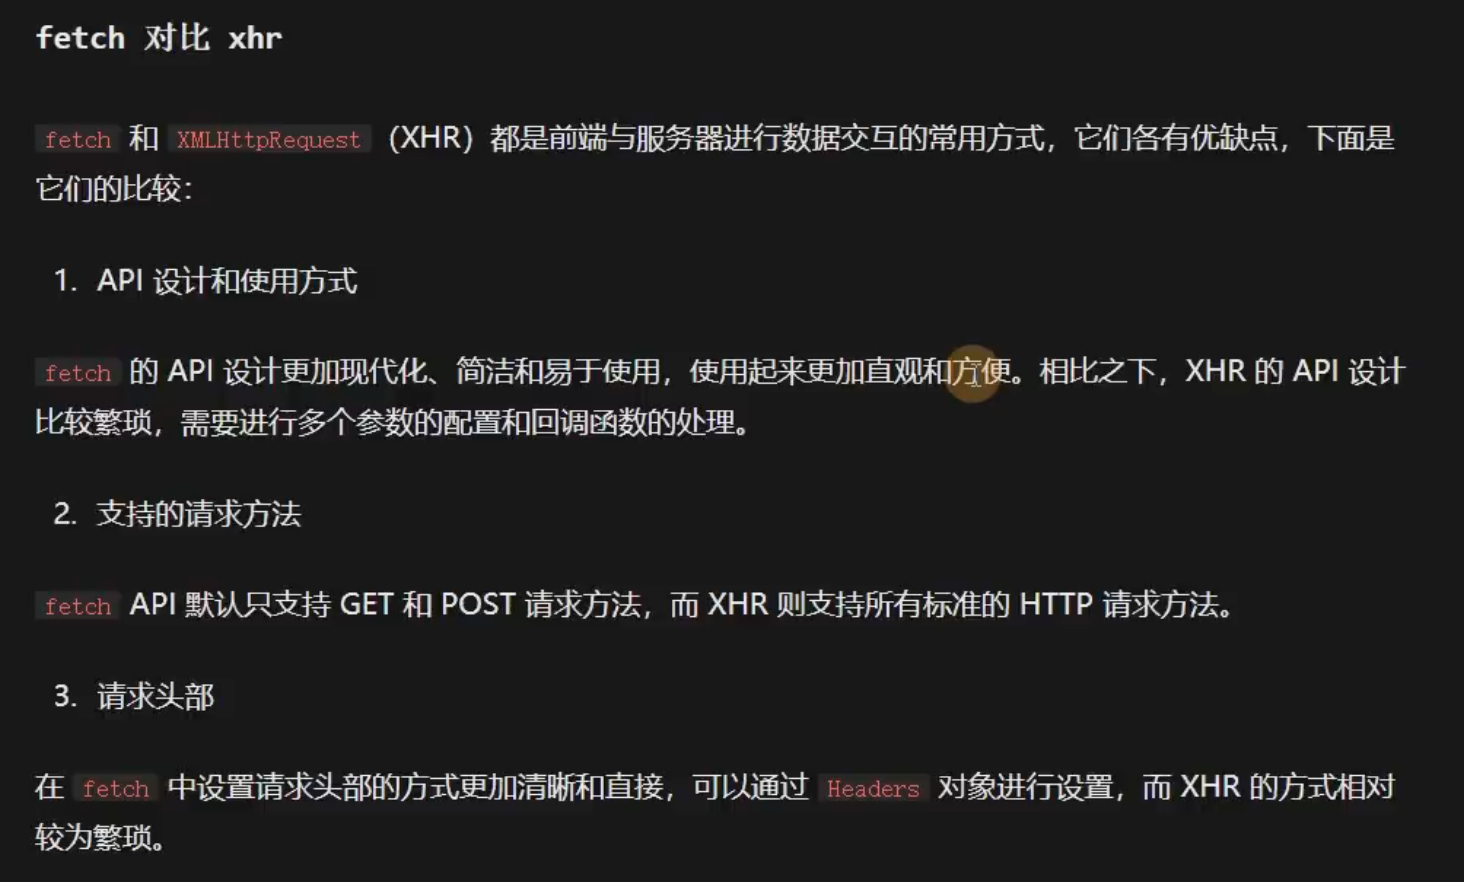 fetch 对比 xhr
fetch 和 XMLHttpRequest （XHR）都是前端与服务器进行数据交互的常用方式，它们各有优缺点，下面是
它们的比较：
1. API 设计和使用方式
fetch 的 API 设计更加现代化、简洁和易于使用，使用起来更加直观和方便。相比之下，XHR 的 API 设计
比较繁琐，需要进行多个参数的配置和回调函数的处理。
2. 支持的请求方法
fetch API 默认只支持 GET 和 POST 请求方法，而 XHR 则支持所有标准的 HTTP 请求方法。
3. 请求头部
在 fetch 中设置请求头部的方式更加清晰和直接，可以通过 Headers 对象进行设置，而 XHR 的方式相对
较为繁琐。